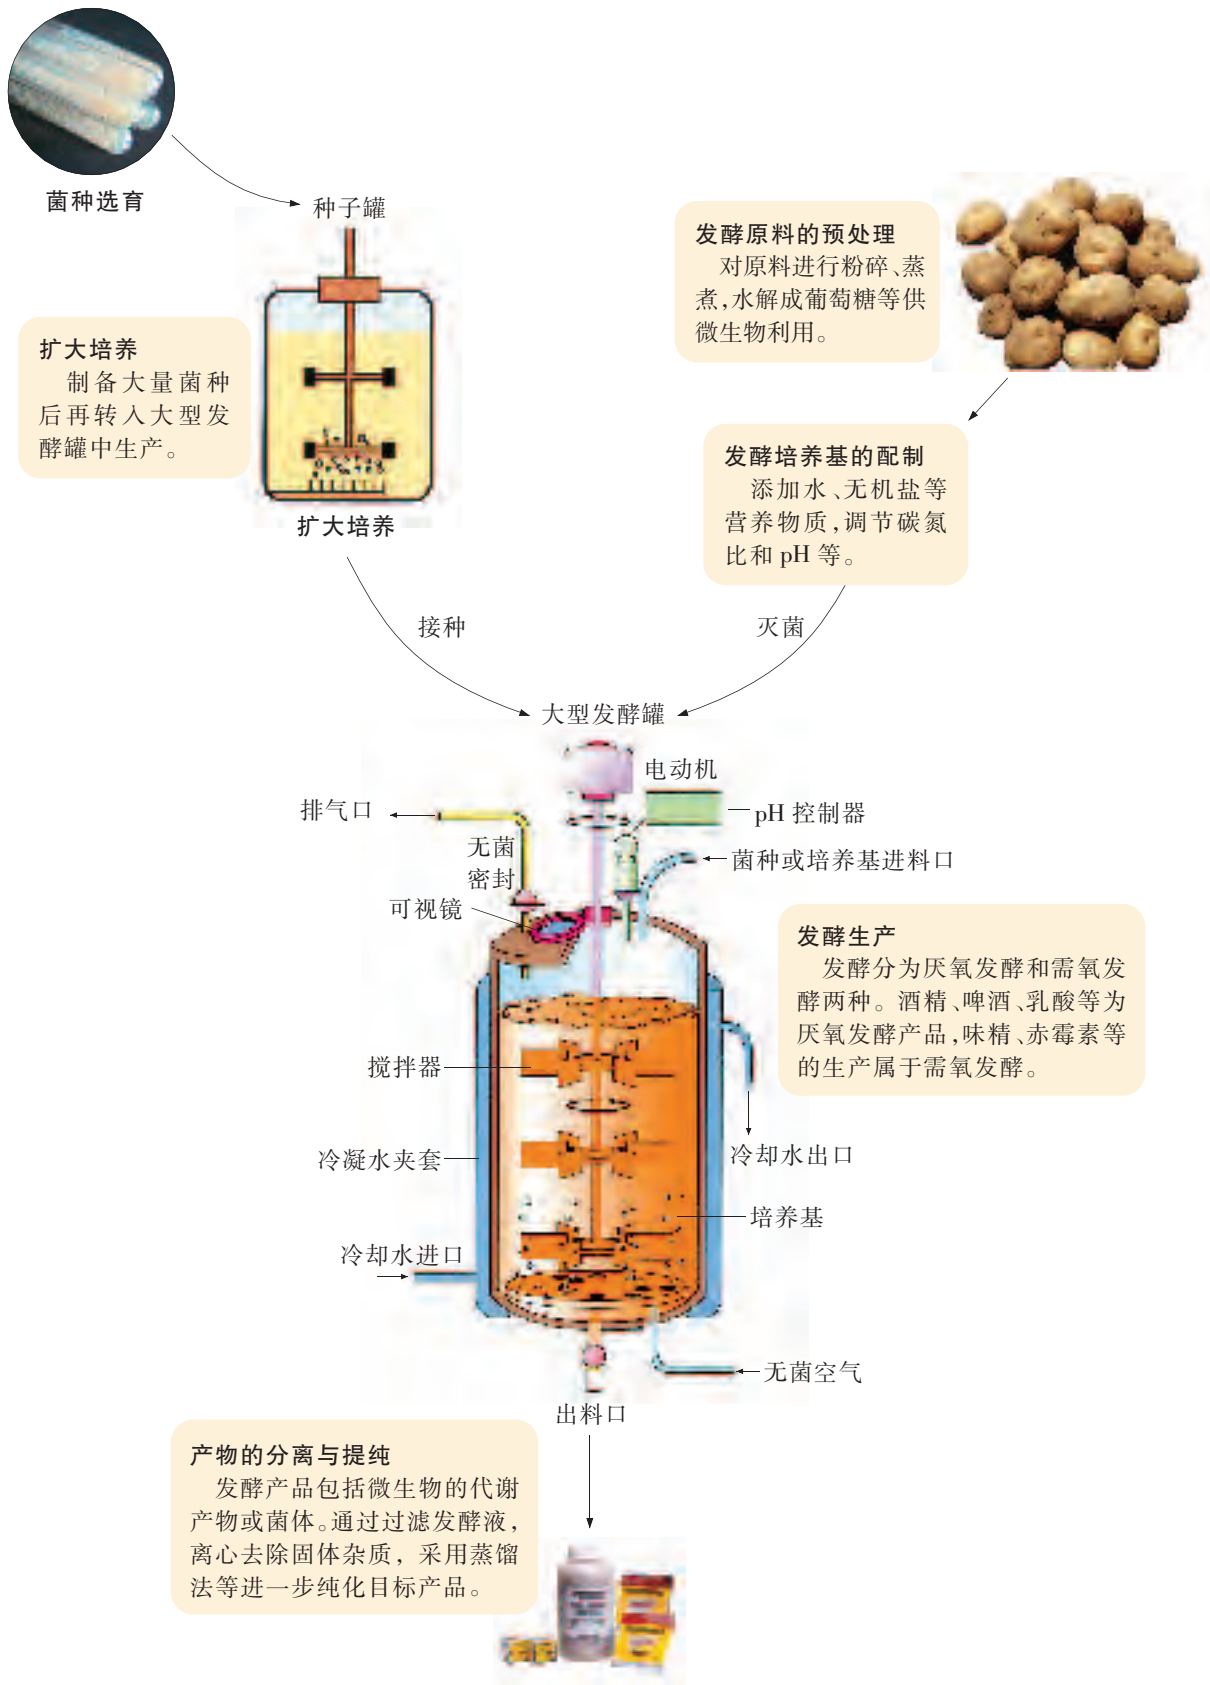 菌种选育
种子罐
扩大培养
制备大量菌种
后再转入大型发
酵罐中生产。
扩大培养
发酵原料的预处理
对原料进行粉碎、蒸
煮,水解成葡萄糖等供
微生物利用。
发酵培养基的配制
添加水、无机盐等
营养物质,调节碳氮
比和 pH 等。
接种
灭菌
大型发酵罐
电动机
排气口
pH 控制器
无菌
密封
菌种或培养基进料口
可视镜
发酵生产
发酵分为厌氧发酵和需氧发
酵两种。酒精、啤酒、乳酸等为
厌氧发酵产品,味精、赤霉素等
的生产属于需氧发酵。
搅拌器
冷凝水夹套
冷却水出口
培养基
冷却水进口
无菌空气
出料口
产物的分离与提纯
发酵产品包括微生物的代谢
产物或菌体。通过过滤发酵液,
离心去除固体杂质,采用蒸馏
法等进一步纯化目标产品。